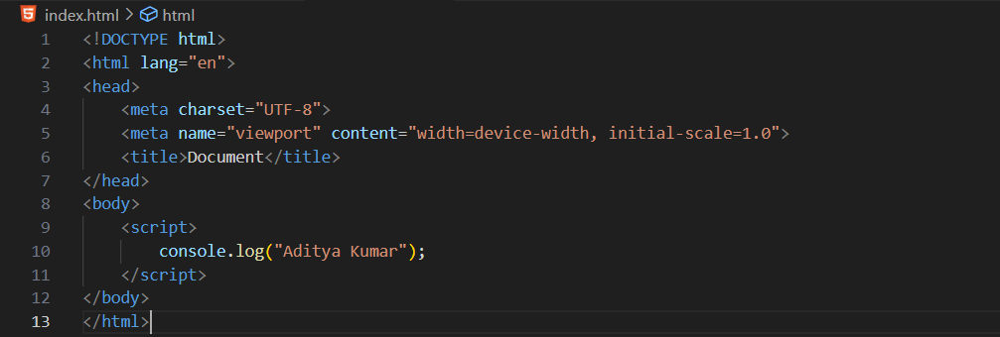 index.html > html
1 <!DOCTYPE html>
2 <html lang="en">
3 <head>
4     <meta charset="UTF-8">
5     <meta name="viewport" content="width=device-width, initial-scale=1.0">
6     <title>Document</title>
7 </head>
8 <body>
9     <script>
10         console.log("Aditya Kumar");
11     </script>
12 </body>
13 </html>